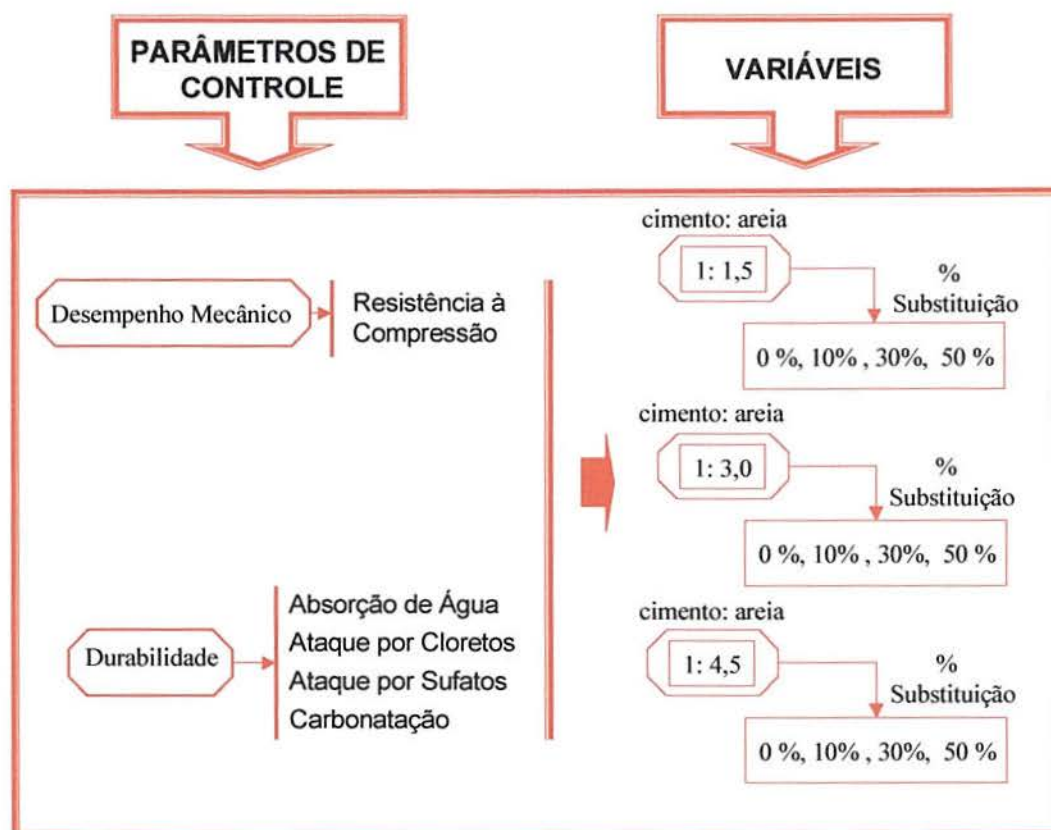 PARÂMETROS DE
CONTROLE
VARIÁVEIS
Desempenho Mecânico
Resistência à
Compressão
Durabilidade
Absorção de Água
Ataque por Cloretos
Ataque por Sufatos
Carbonatação
cimento: areia
1: 1,5
%
Substituição
0 %, 10% , 30%, 50 %
cimento: areia
1: 3,0
%
Substituição
0 %, 10% , 30%, 50 %
cimento: areia
1: 4,5
%
Substituição
0 %, 10% , 30%, 50 %